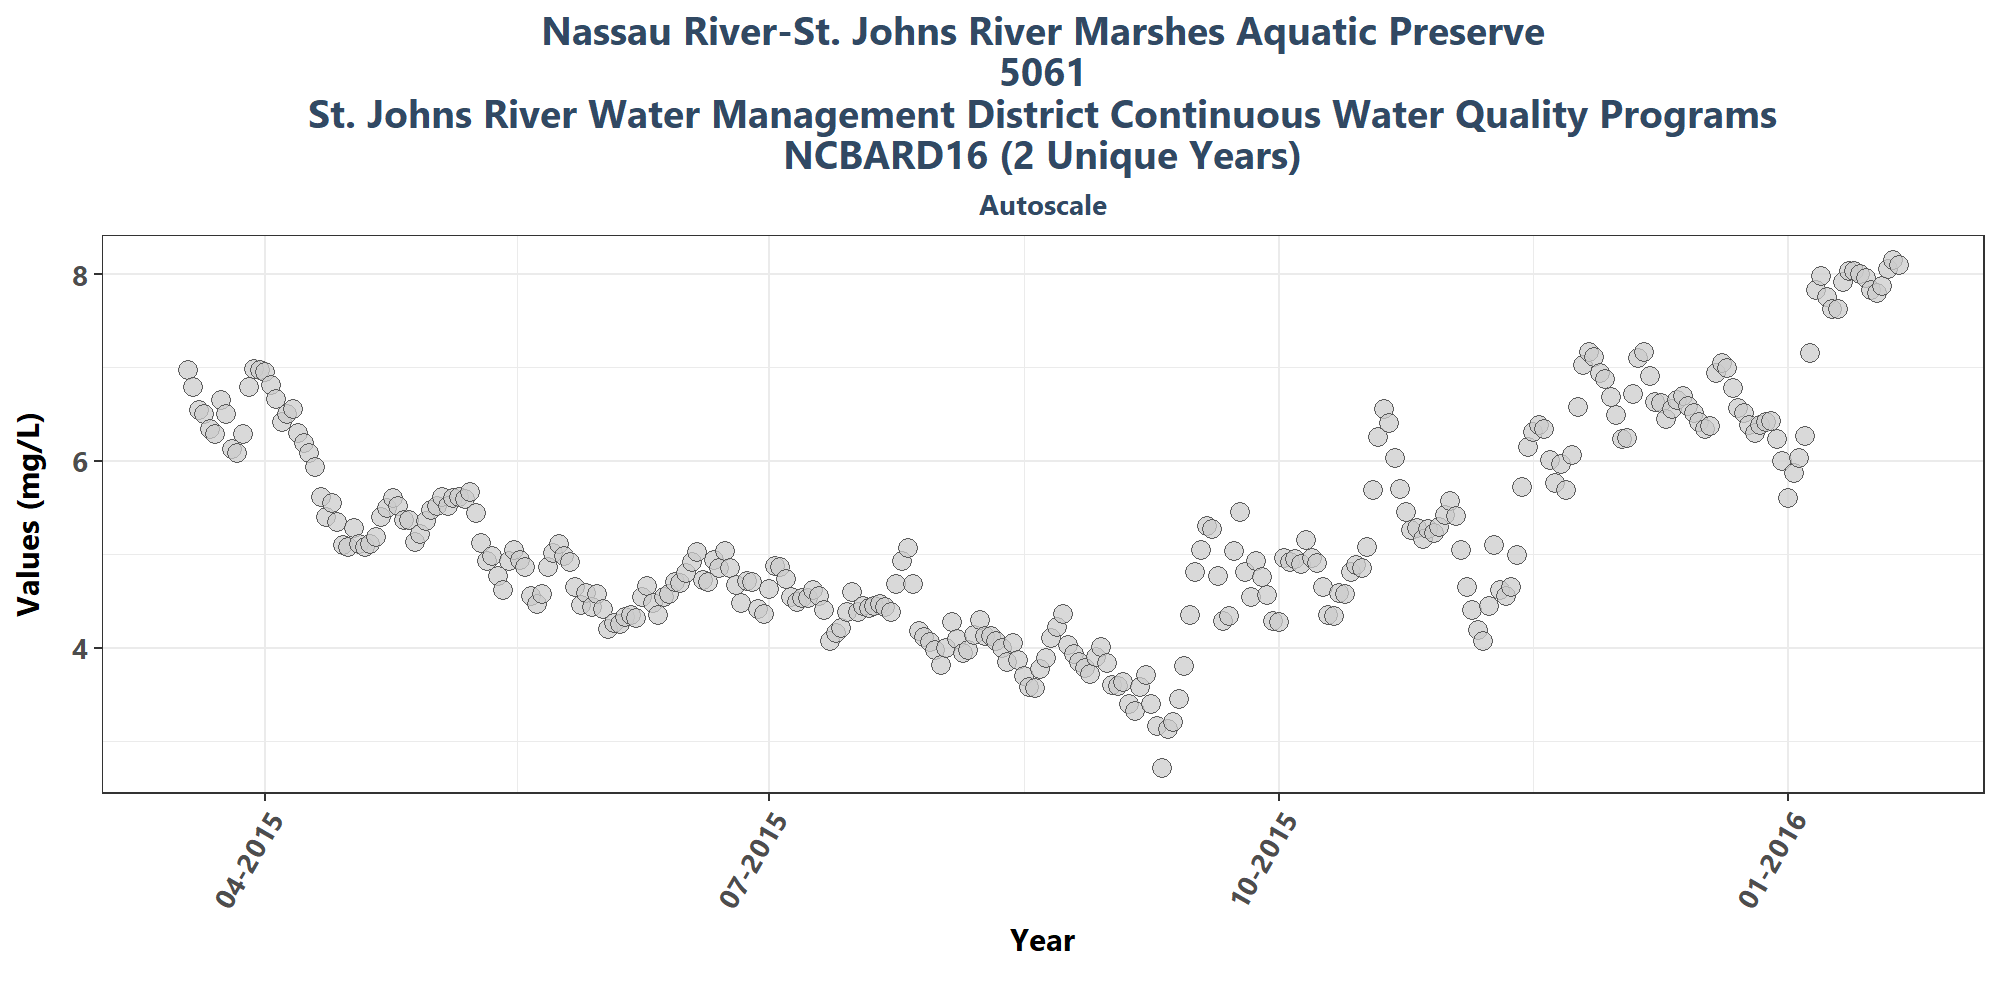 Nassau River-St. Johns River Marshes Aquatic Preserve
5061
St. Johns River Water Management District Continuous Water Quality Programs
NCBARD16 (2 Unique Years)
Autoscale
Values (mg/L)
8
6
4
04-2015
07-2015
10-2015
01-2016
Year